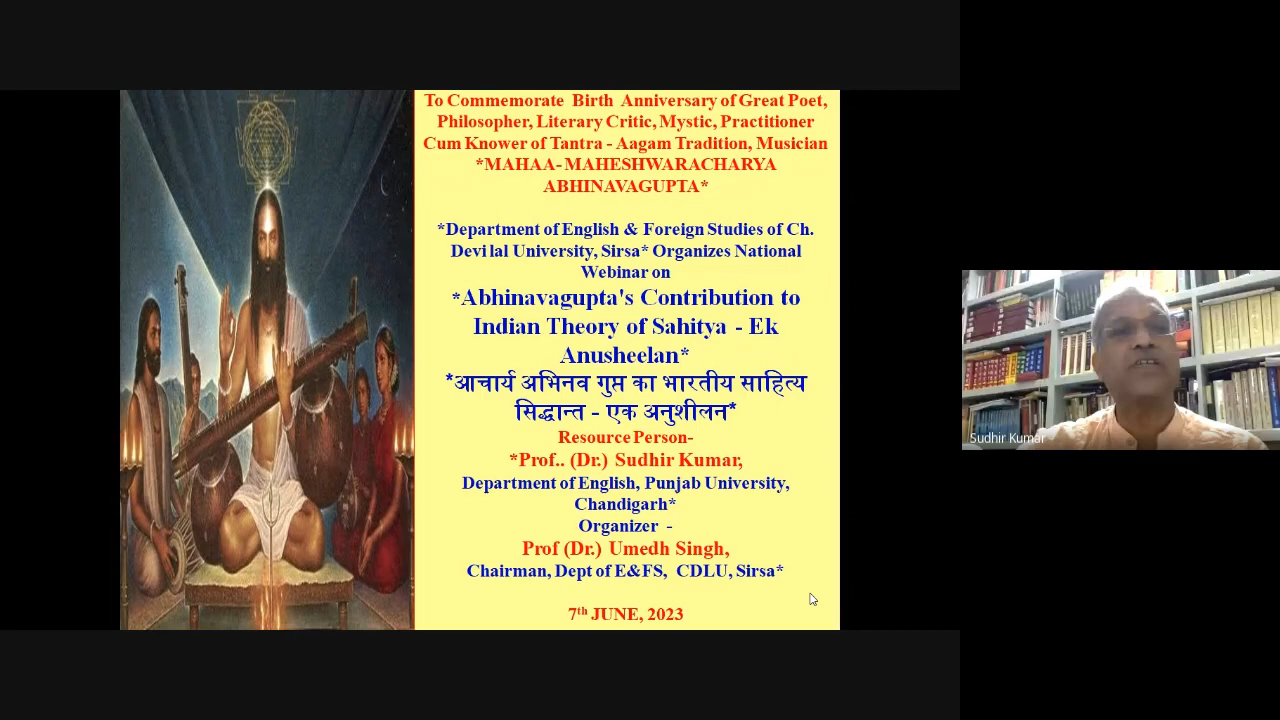 To Commemorate Birth Anniversary of Great Poet,
Philosopher, Literary Critic, Mystic, Practitioner
Cum Knower of Tantra - Aagam Tradition, Musician
*MAHAA- MAHESHWARACHARYA
ABHINAVAGUPTA*
*Department of English & Foreign Studies of Ch.
Devi lal University, Sirsa* Organizes National
Webinar on
*Abhinavagupta's Contribution to
Indian Theory of Sahitya - Ek
Anusheelan*
*आचार्य अभिनव गुप्त का भारतीय साहित्य
सिद्धान्त - एक अनुशीलन*
Resource Person-
*Prof.. (Dr.) Sudhir Kumar,
Department of English, Punjab University,
Chandigarh*
Organizer -
Prof (Dr.) Umedh Singh,
Chairman, Dept of E&FS, CDLU, Sirsa*
7th JUNE, 2023
Sudhir Kumar